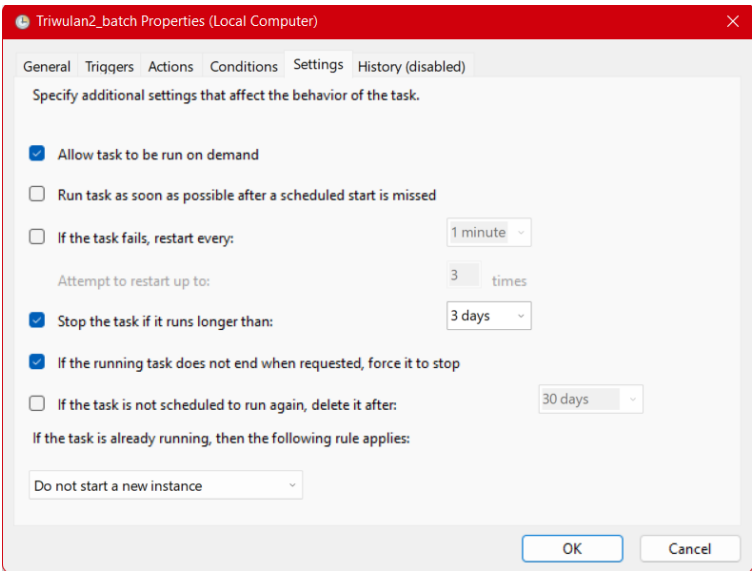 Triwulan2_batch Properties (Local Computer)
General Triggers Actions Conditions Settings History (disabled)
Specify additional settings that affect the behavior of the task.
Allow task to be run on demand
Run task as soon as possible after a scheduled start is missed
If the task fails, restart every: 1 minute
Attempt to restart up to: 3 times
Stop the task if it runs longer than: 3 days
If the running task does not end when requested, force it to stop
If the task is not scheduled to run again, delete it after: 30 days
If the task is already running, then the following rule applies:
Do not start a new instance
OK Cancel